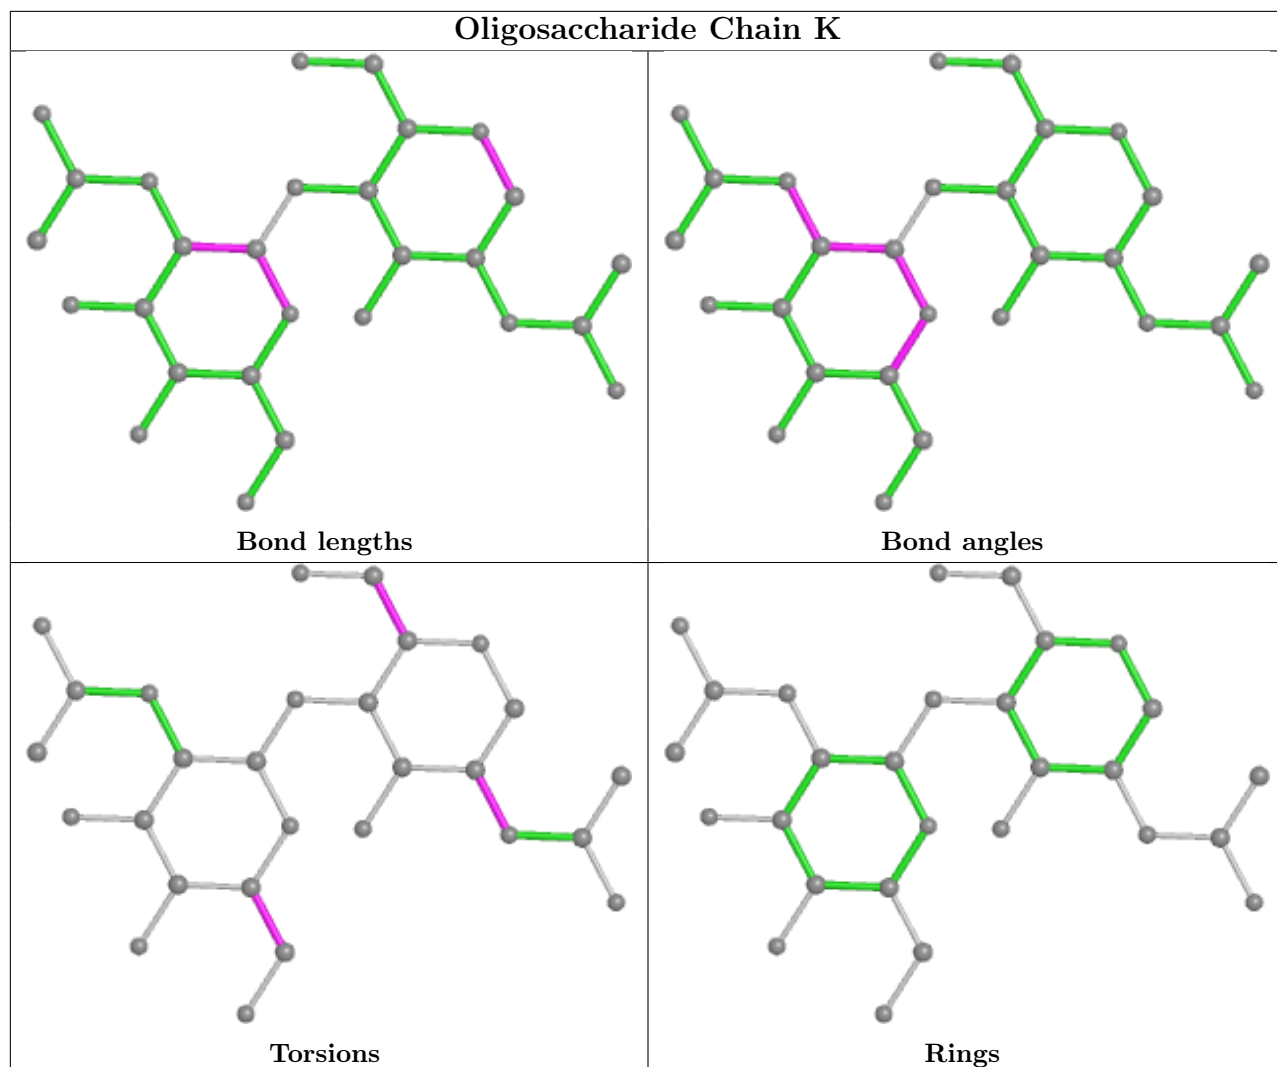 Oligosaccharide Chain K
Bond lengths
Bond angles
Torsions
Rings